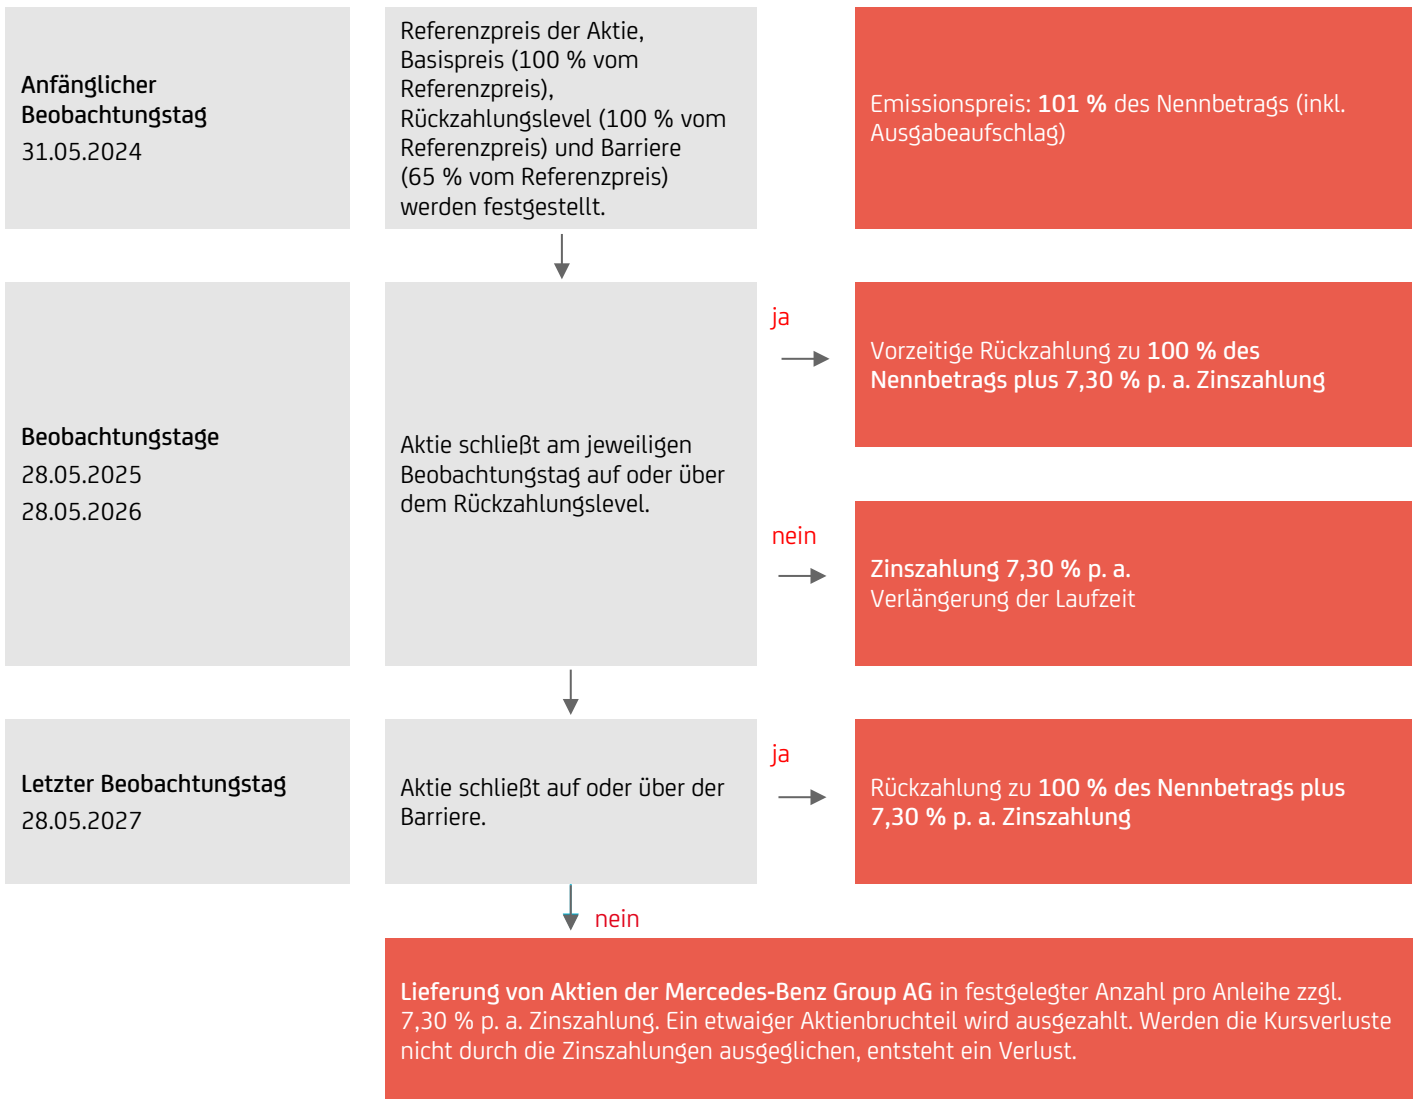 Anfänglicher
Beobachtungstag
31.05.2024
Referenzpreis der Aktie,
Basispreis (100 % vom
Referenzpreis),
Rückzahlungslevel (100 % vom
Referenzpreis) und Barriere
(65 % vom Referenzpreis)
werden festgestellt.
Emissionspreis: 101 % des Nennbetrags (inkl.
Ausgabeaufschlag)
Beobachtungstage
28.05.2025
28.05.2026
Aktie schließt am jeweiligen
Beobachtungstag auf oder über
dem Rückzahlungslevel.
ja
Vorzeitige Rückzahlung zu 100 % des
Nennbetrags plus 7,30 % p. a. Zinszahlung
nein
Zinszahlung 7,30 % p. a.
Verlängerung der Laufzeit
Letzter Beobachtungstag
28.05.2027
Aktie schließt auf oder über der
Barriere.
ja
Rückzahlung zu 100 % des Nennbetrags plus
7,30 % p. a. Zinszahlung
nein
Lieferung von Aktien der Mercedes-Benz Group AG in festgelegter Anzahl pro Anleihe zzgl.
7,30 % p. a. Zinszahlung. Ein etwaiger Aktienbruchteil wird ausgezahlt. Werden die Kursverluste
nicht durch die Zinszahlungen ausgeglichen, entsteht ein Verlust.